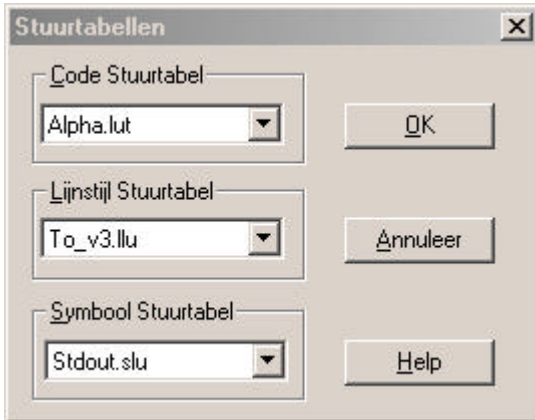 Stuurtabellen
Code Stuurtabel
Alpha.lut
OK
Lijnstijl Stuurtabel
To_v3.llu
Annuleer
Symbool Stuurtabel
Stdout.slu
Help